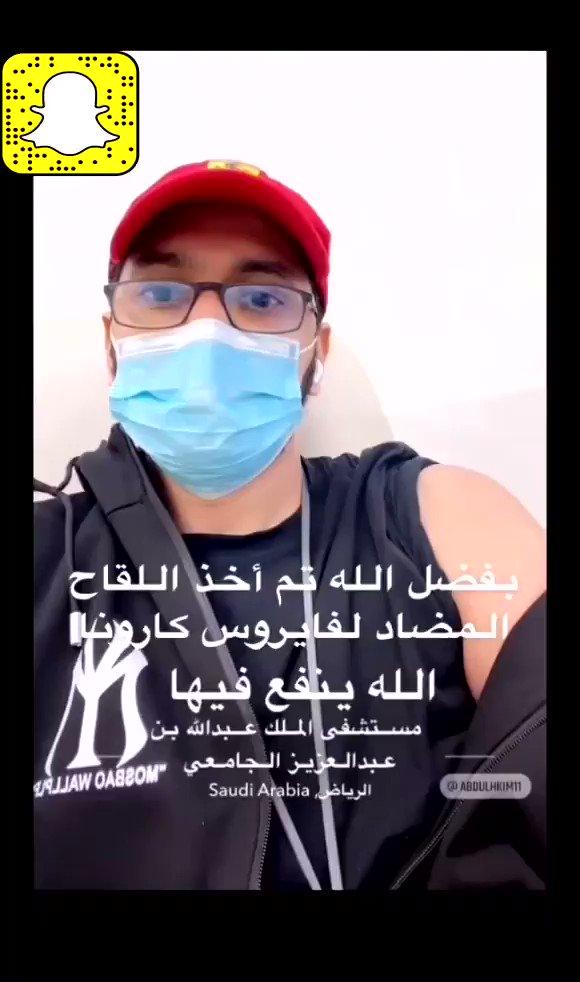 بفضل الله تم أخذ اللقاح
المضاد لفايروس كارونا
الله ينفع فيها
مستشفى الملك عبدالله بن
عبدالعزيز الجامعي
الرياض, Saudi Arabia
@ABDULHKIM11
"MOSBAO WALLPL